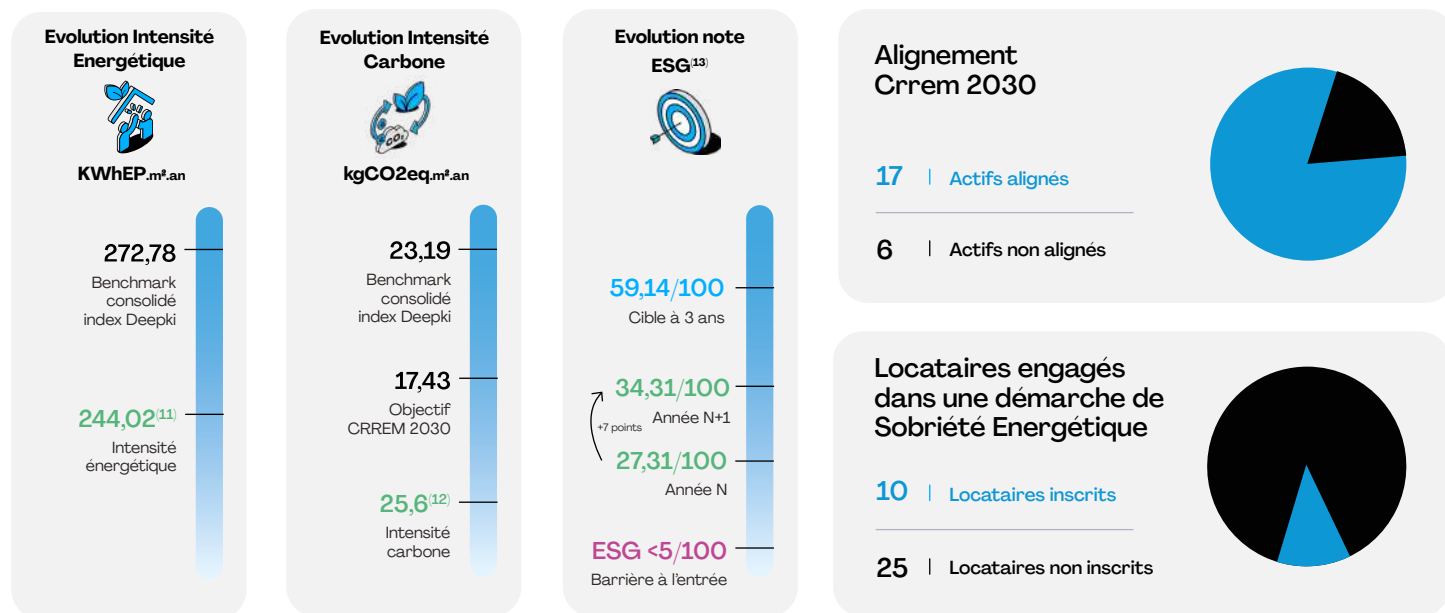 Evolution Intensité
Energétique
KWhEP.m².an
272,78
Benchmark
consolidé
index Deepki
244,02(11)
Intensité
énergétique
Evolution Intensité
Carbone
CO₂
kgCO2eq.m².an
23,19
Benchmark
consolidé
index Deepki
17,43
Objectif
CRREM 2030
25,6(12)
Intensité
carbone
Evolution note
ESG(13)
59,14/100
Cible à 3 ans
34,31/100
Année N+1
+7 points
27,31/100
Année N
ESG <5/100
Barrière à l’entrée
Alignement
Crrem 2030
17 | Actifs alignés
6 | Actifs non alignés
Locataires engagés
dans une démarche de
Sobriété Energétique
10 | Locataires inscrits
25 | Locataires non inscrits